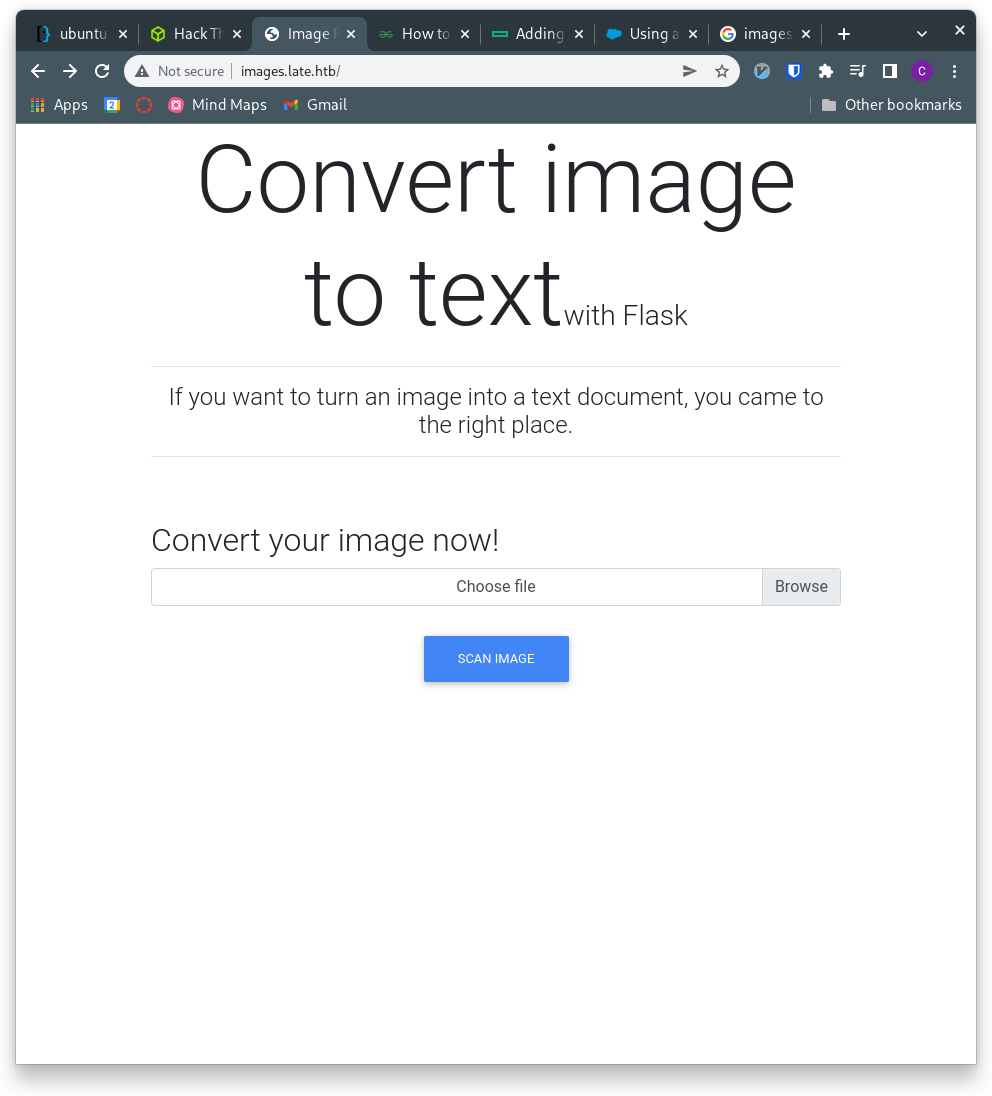 ubuntu
Hack Th
Image R
How to
Adding
Using a
images
Not secure
images.late.htb/
C
Apps
2
Mind Maps
Gmail
Other bookmarks
Convert image
to text with Flask
If you want to turn an image into a text document, you came to
the right place.
Convert your image now!
Choose file
Browse
SCAN IMAGE